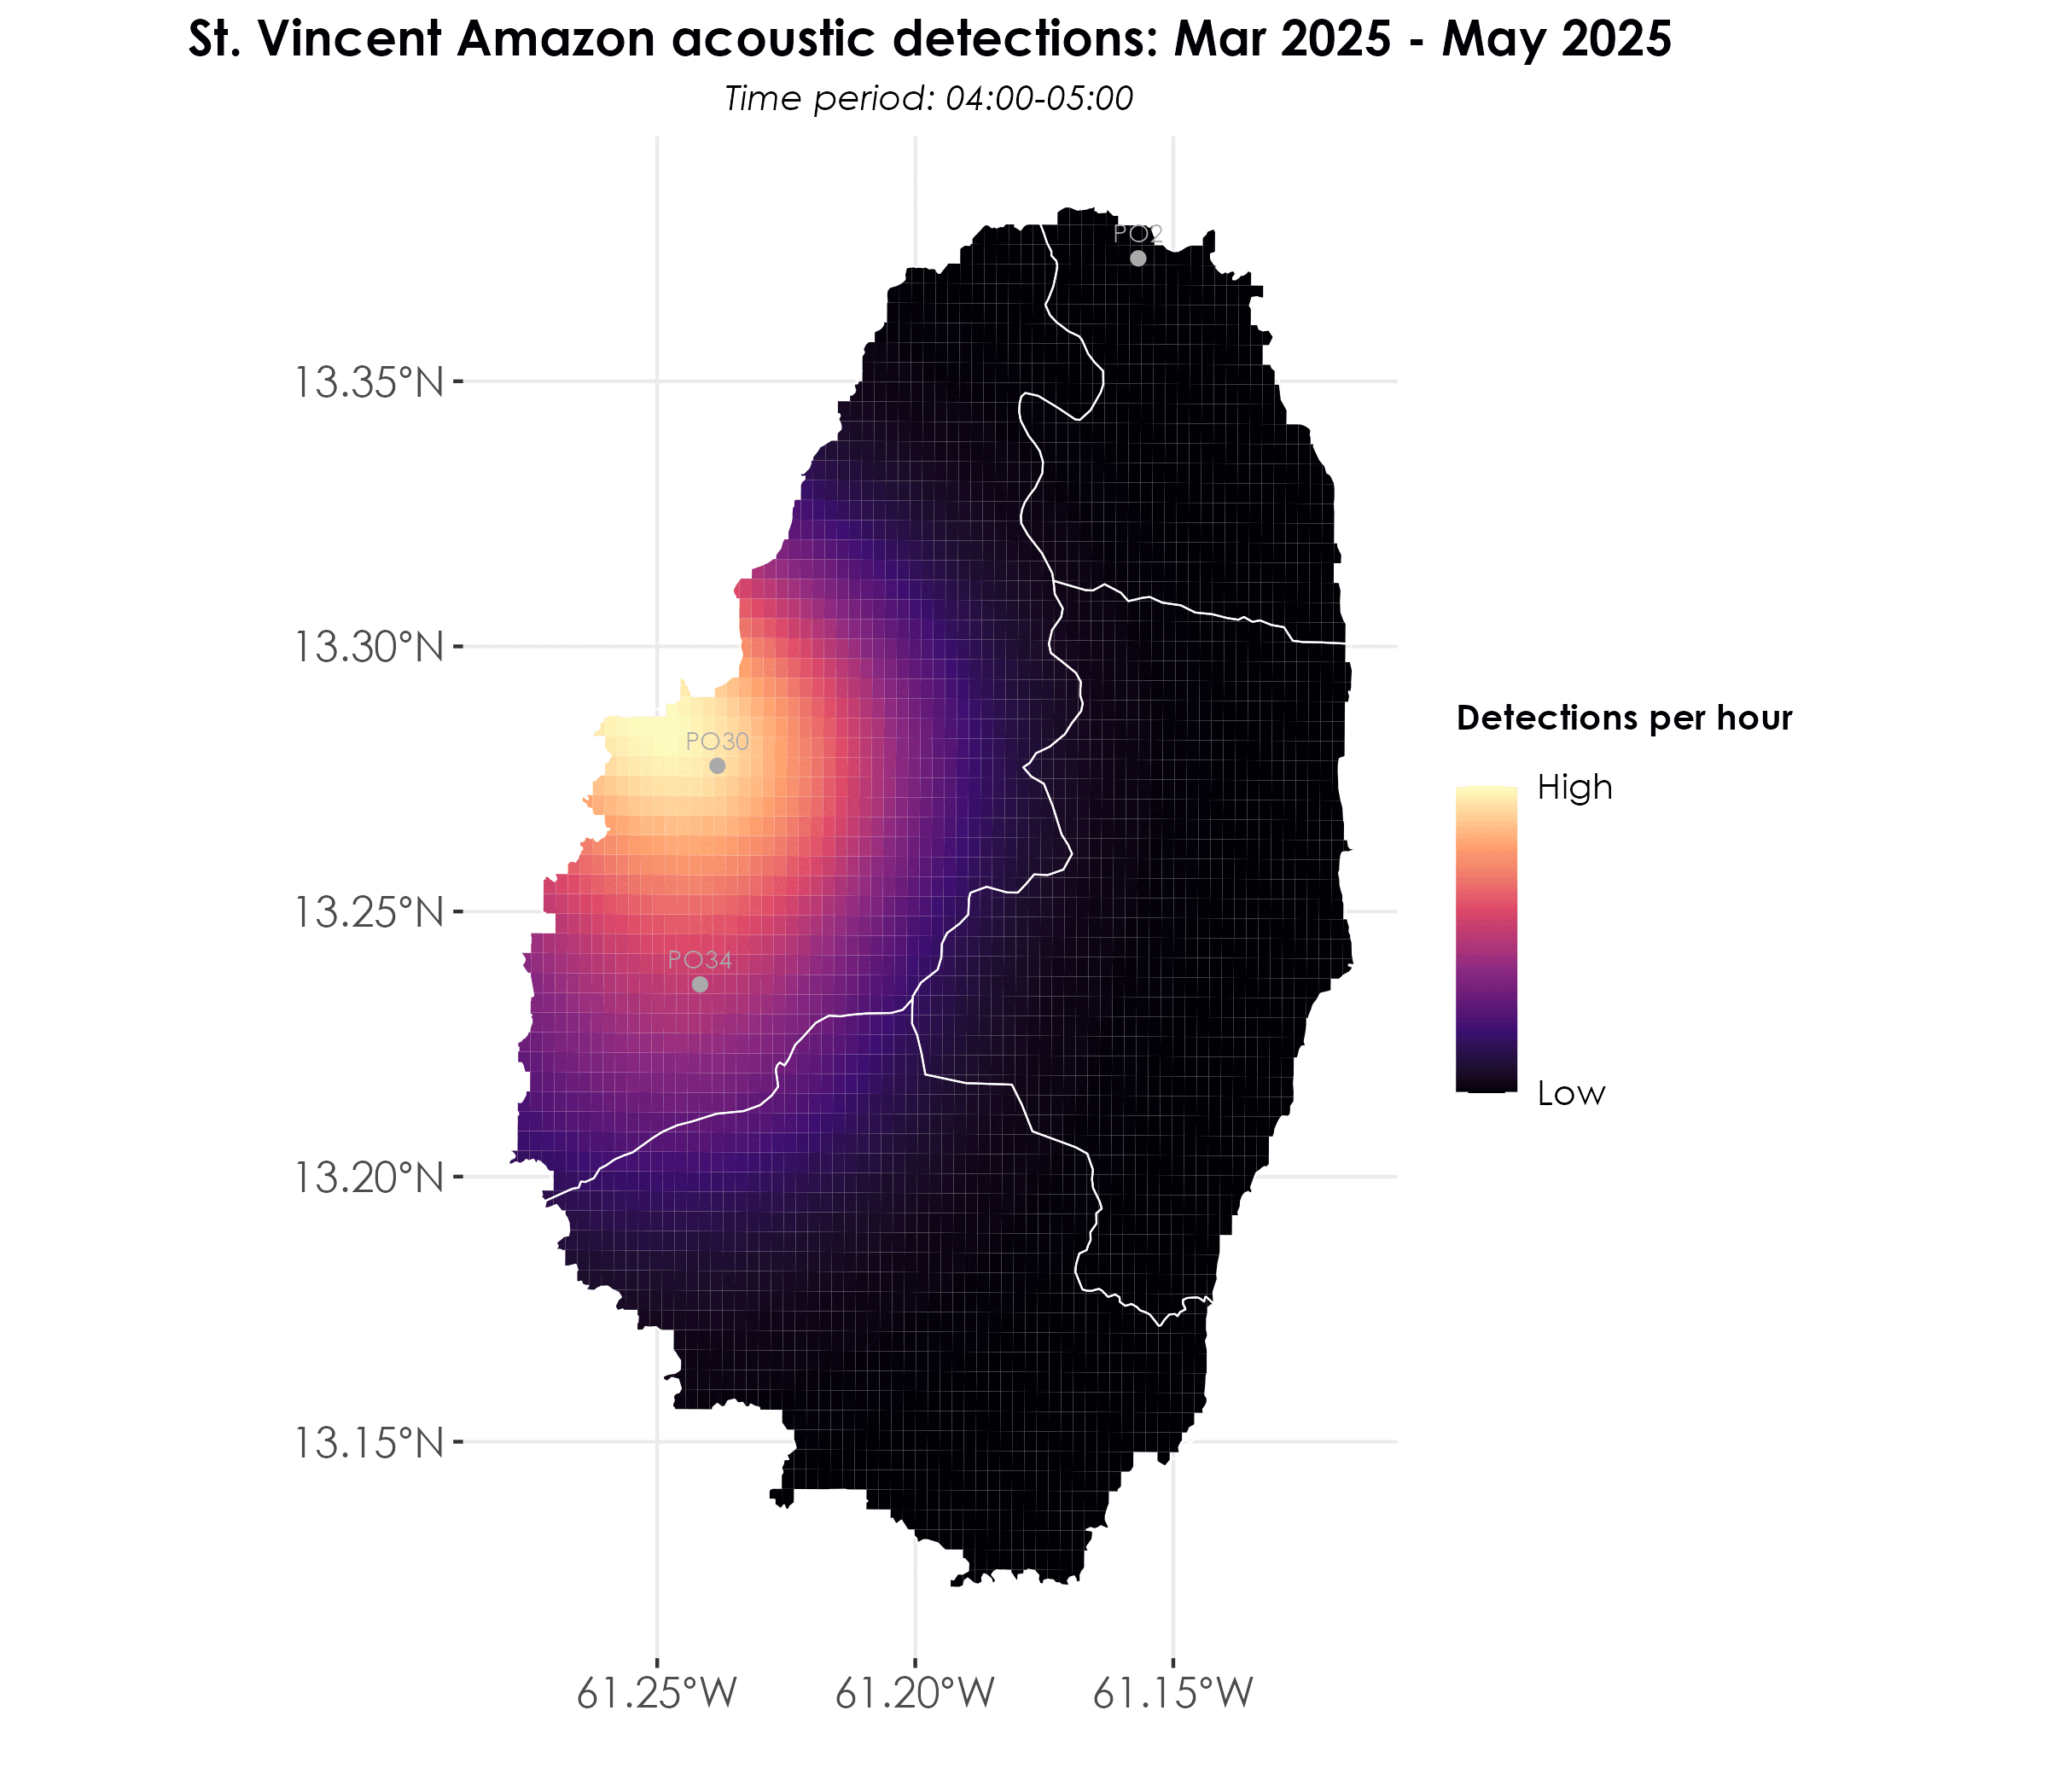 St. Vincent Amazon acoustic detections: Mar 2025 - May 2025
Time period: 04:00-05:00
PO2
13.35°N
13.30°N
Detections per hour
PO30
High
13.25°N
PO34
Low
13.20°N
13.15°N
61.25°W 61.20°W 61.15°W